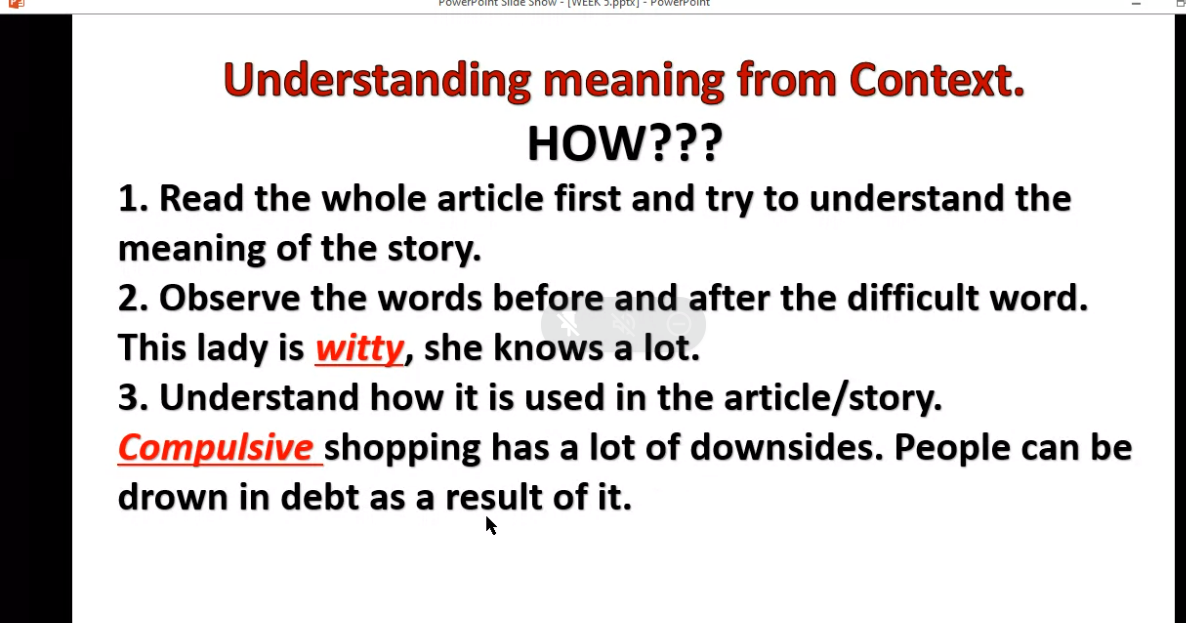 PowerPoint Slide Show - [WEEK 5.pptx] - PowerPoint
Understanding meaning from Context.
HOW???
1. Read the whole article first and try to understand the
meaning of the story.
2. Observe the words before and after the difficult word.
This lady is witty, she knows a lot.
3. Understand how it is used in the article/story.
Compulsive shopping has a lot of downsides. People can be
drown in debt as a result of it.